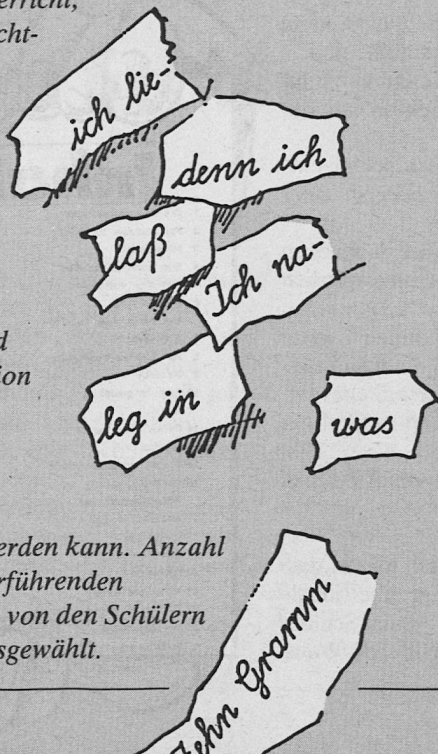 cht-
ich lie-
denn ich
laß
Ich na-
leg in
was
ion
erden kann. Anzahl
rführenden
von den Schülern
sgewählt.
Zehn Gramm